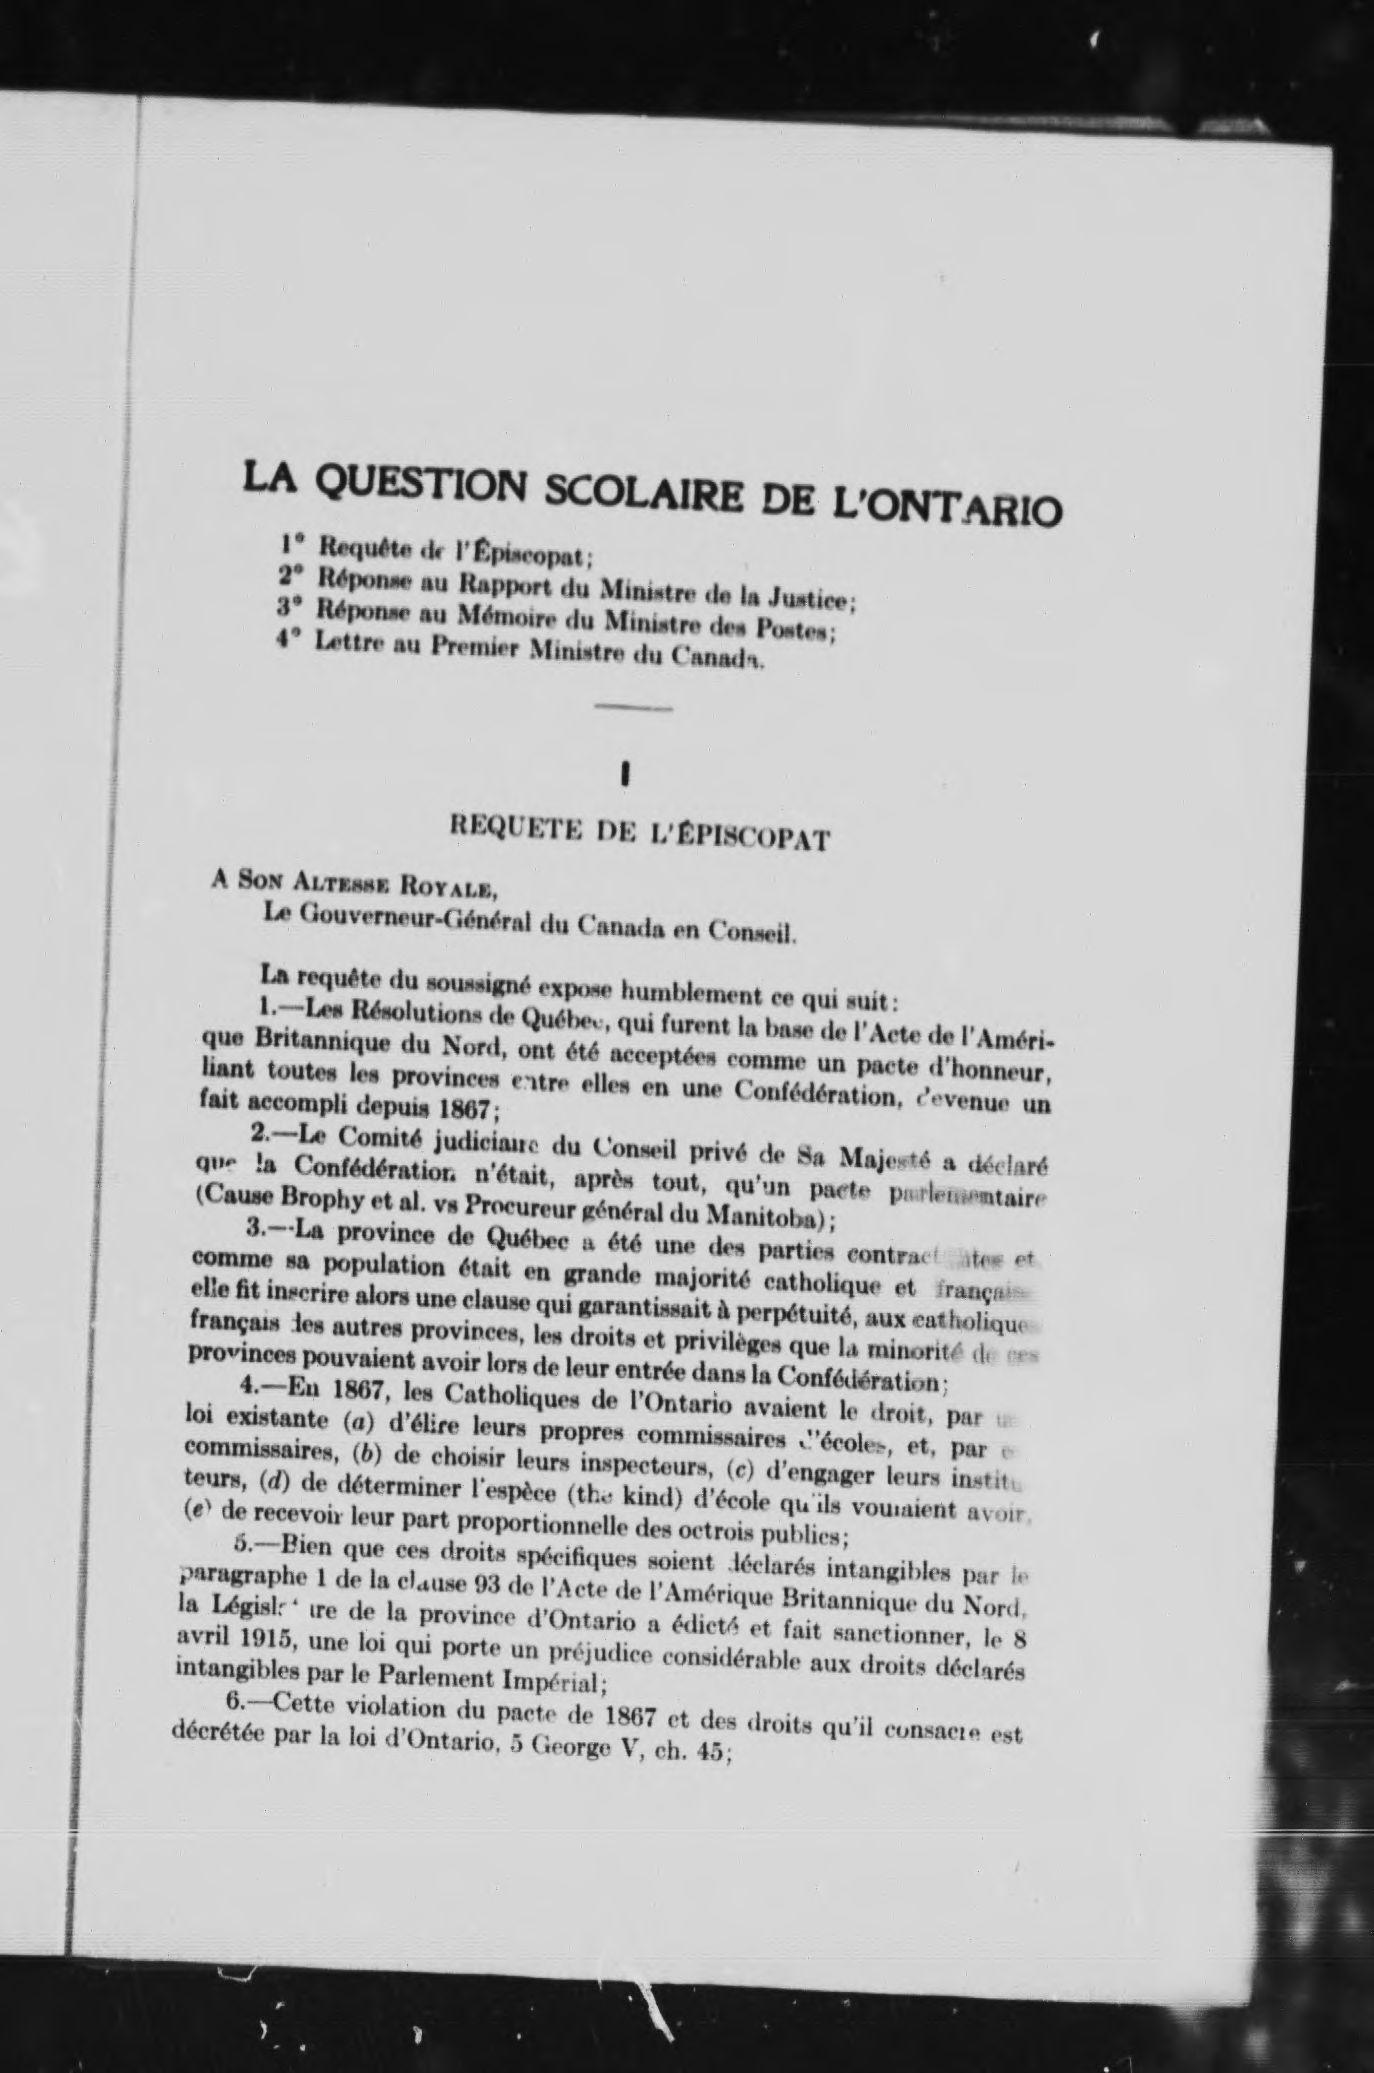 LA QUESTION SCOLAIRE DE L'ONTARIO
1° Requête de l'Épiscopat;
2° Réponse au Rapport du Ministre de la Justice;
3° Réponse au Mémoire du Ministre des Postes;
4° Lettre au Premier Ministre du Canada.
I
REQUETE DE L'ÉPISCOPAT
A SON ALTESSE ROYALE,
Le Gouverneur-Général du Canada en Conseil.
La requête du soussigné expose humblement ce qui suit:
1.—Les Résolutions de Québec, qui furent la base de l'Acte de l'Améri-
que Britannique du Nord, ont été acceptées comme un pacte d'honneur,
liant toutes les provinces entre elles en une Confédération, devenue un
fait accompli depuis 1867;
2.—Le Comité judiciaire du Conseil privé de Sa Majesté a déclaré
que la Confédération n'était, après tout, qu'un pacte parlementaire
(Cause Brophy et al. vs Procureur général du Manitoba);
3.—La province de Québec a été une des parties contractantes et
comme sa population était en grande majorité catholique et française
elle fit inscrire alors une clause qui garantissait à perpétuité, aux catholiques
français des autres provinces, les droits et privilèges que la minorité de ces
provinces pouvaient avoir lors de leur entrée dans la Confédération;
4.—En 1867, les Catholiques de l'Ontario avaient le droit, par
loi existante (a) d'élire leurs propres commissaires d'écoles, et, par
commissaires, (b) de choisir leurs inspecteurs, (c) d'engager leurs institu-
teurs, (d) de déterminer l'espèce (the kind) d'école qu'ils voulaient avoir,
(e) de recevoir leur part proportionnelle des octrois publics;
5.—Bien que ces droits spécifiques soient déclarés intangibles par le
paragraphe 1 de la clause 93 de l'Acte de l'Amérique Britannique du Nord,
la Législature de la province d'Ontario a édicté et fait sanctionner, le 8
avril 1915, une loi qui porte un préjudice considérable aux droits déclarés
intangibles par le Parlement Impérial;
6.—Cette violation du pacte de 1867 et des droits qu'il consacre est
décrétée par la loi d'Ontario, 5 George V, ch. 45;